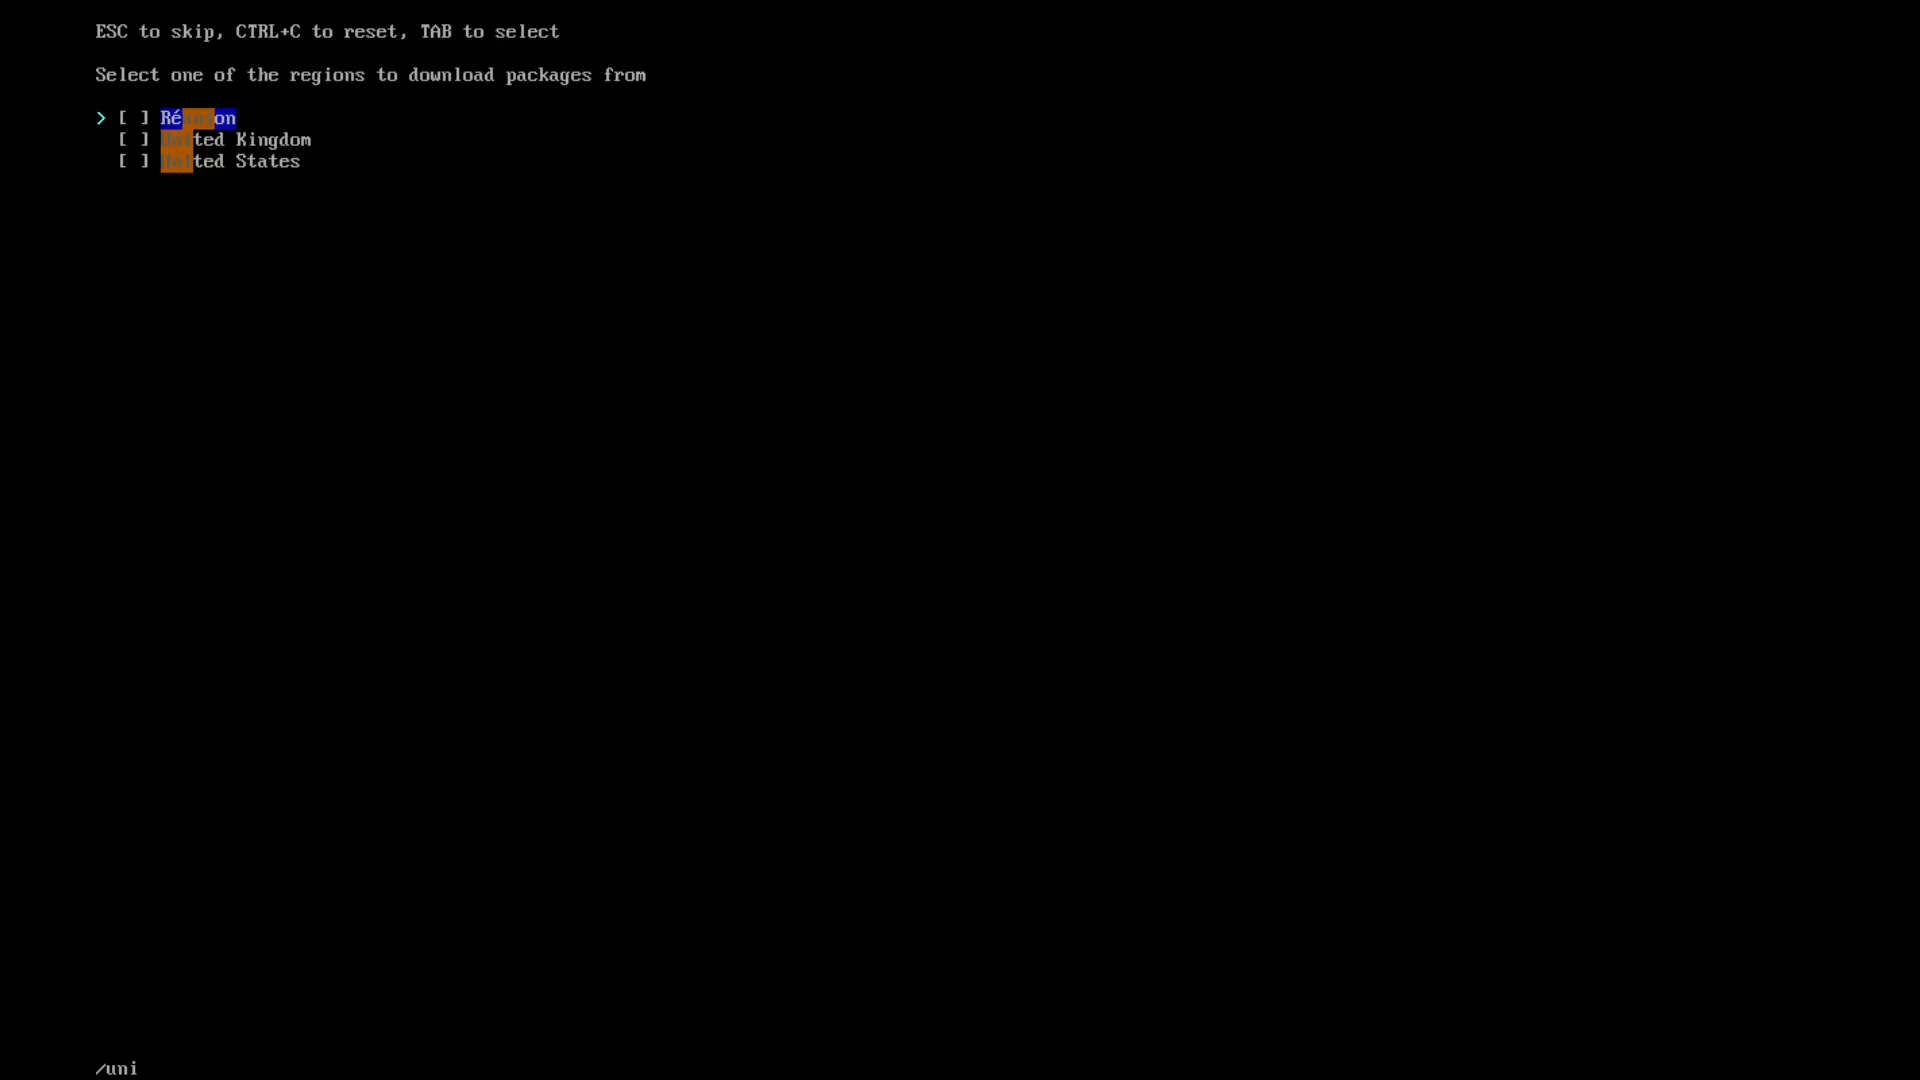 ESC to skip, CTRL+C to reset, TAB to select
Select one of the regions to download packages from
> [ ] Réunion
[ ] United Kingdom
[ ] United States
/uni